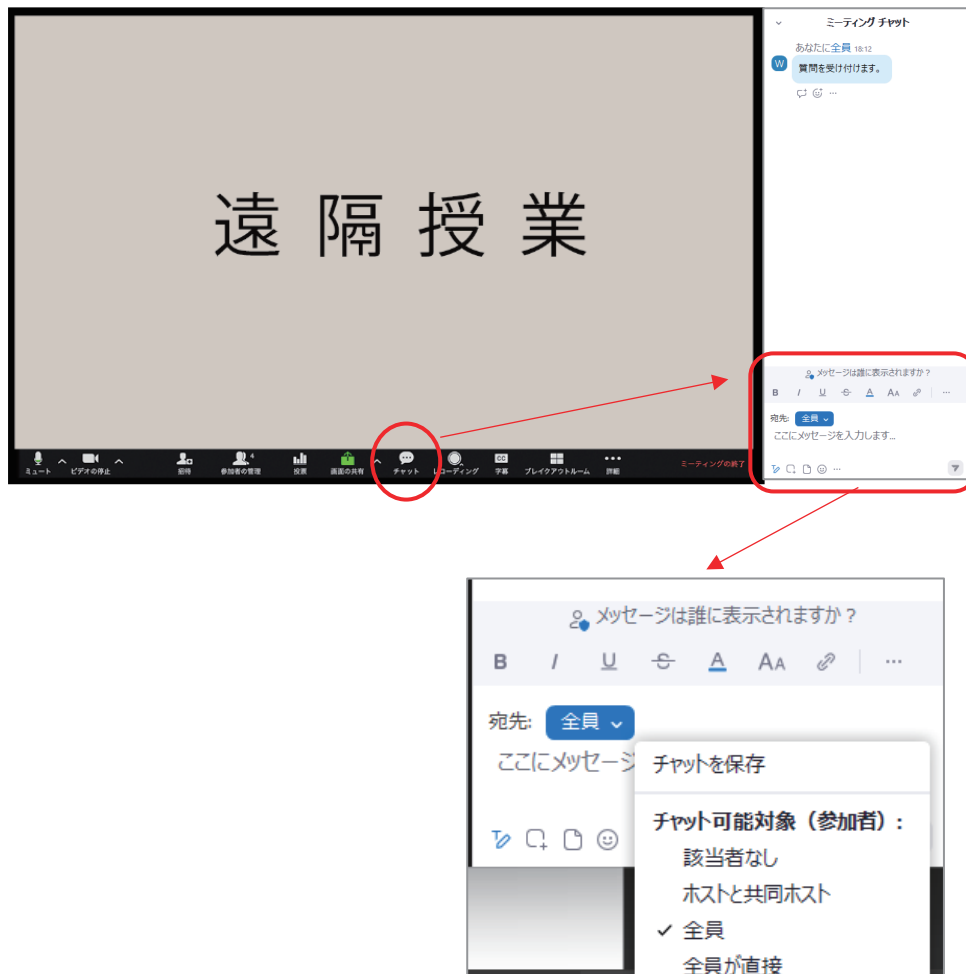 遠隔授業
ミーティング チャット
あなたに全員 18:12
W
質問を受け付けます。
メッセージは誰に表示されますか？
B I U S A AA
宛先: 全員
ここにメッセージを入力します...
ミュート
ビデオの停止
招待
4
参加者の管理
投票
画面の共有
チャット
レコーディング
CC
字幕
ブレイクアウトルーム
詳細
ミーティングの終了
メッセージは誰に表示されますか？
B I U S A AA
宛先: 全員
ここにメッセージ
チャットを保存
チャット可能対象（参加者）:
該当者なし
ホストと共同ホスト
全員
全員が直接